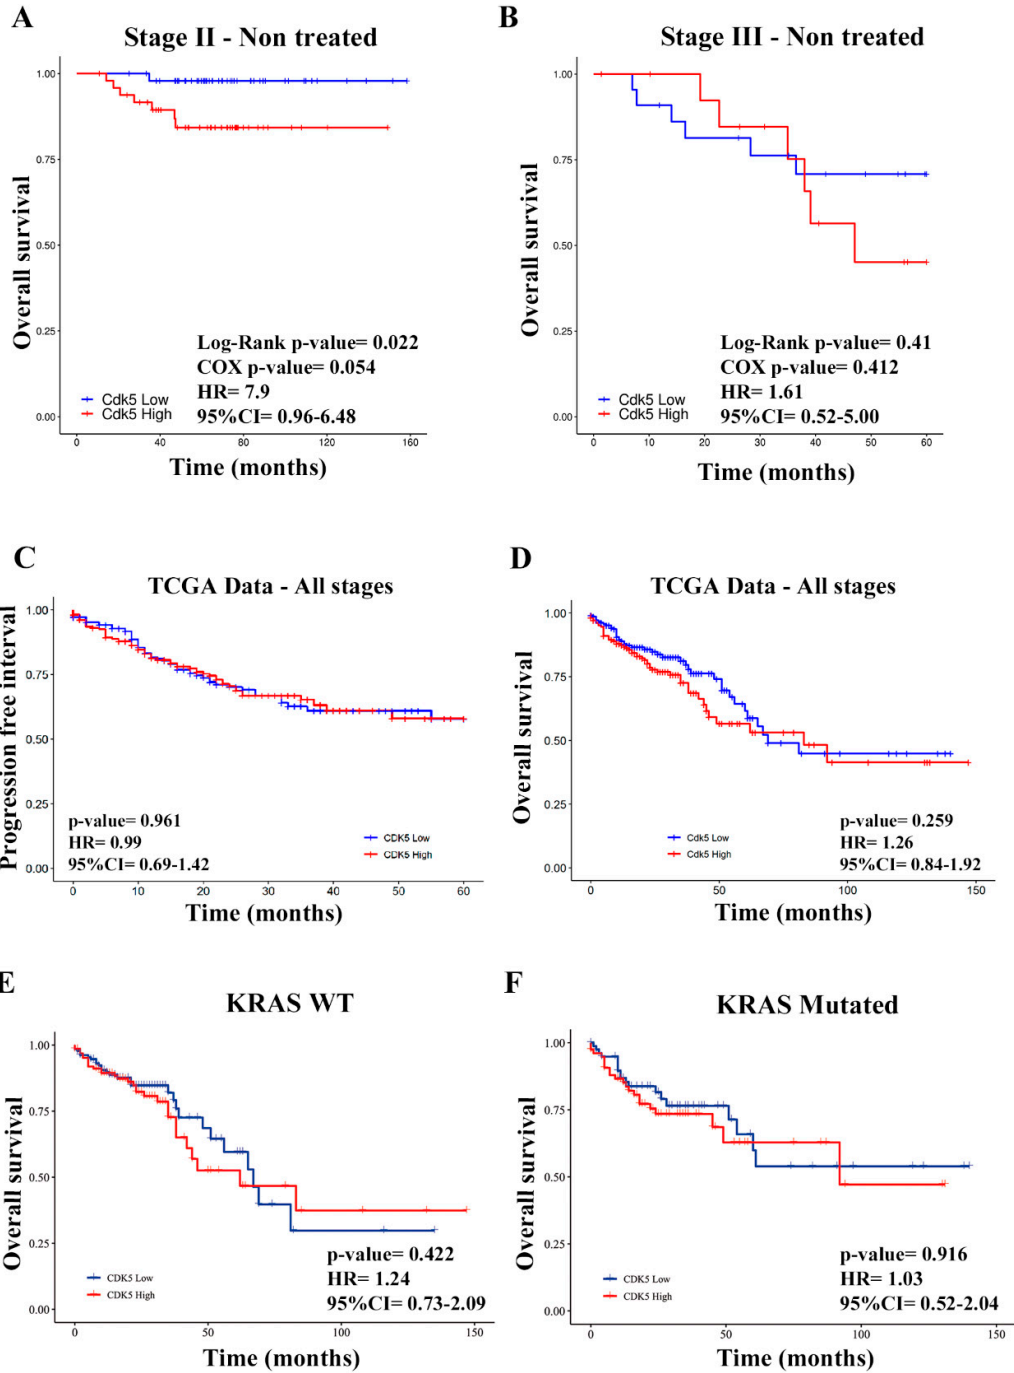 A
Stage II - Non treated
Overall survival
1.00
0.75
0.50
0.25
0.00
Log-Rank p-value= 0.022
COX p-value= 0.054
HR= 7.9
95%CI= 0.96-6.48
Cdk5 Low
Cdk5 High
0 40 80 120 160
Time (months)
B
Stage III - Non treated
Overall survival
1.00
0.75
0.50
0.25
0.00
Log-Rank p-value= 0.41
COX p-value= 0.412
HR= 1.61
95%CI= 0.52-5.00
Cdk5 Low
Cdk5 High
0 10 20 30 40 50 60
Time (months)
C
TCGA Data - All stages
Progression free interval
1.00
0.75
0.50
0.25
0.00
p-value= 0.961
HR= 0.99
95%CI= 0.69-1.42
CDK5 Low
CDK5 High
0 10 20 30 40 50 60
Time (months)
D
TCGA Data - All stages
Overall survival
1.00
0.75
0.50
0.25
0.00
Cdk5 Low
Cdk5 High
p-value= 0.259
HR= 1.26
95%CI= 0.84-1.92
0 50 100 150
Time (months)
E
KRAS WT
Overall survival
1.00
0.75
0.50
0.25
0.00
CDK5 Low
CDK5 High
p-value= 0.422
HR= 1.24
95%CI= 0.73-2.09
0 50 100 150
Time (months)
F
KRAS Mutated
Overall survival
1.00
0.75
0.50
0.25
0.00
CDK5 Low
CDK5 High
p-value= 0.916
HR= 1.03
95%CI= 0.52-2.04
0 50 100 150
Time (months)